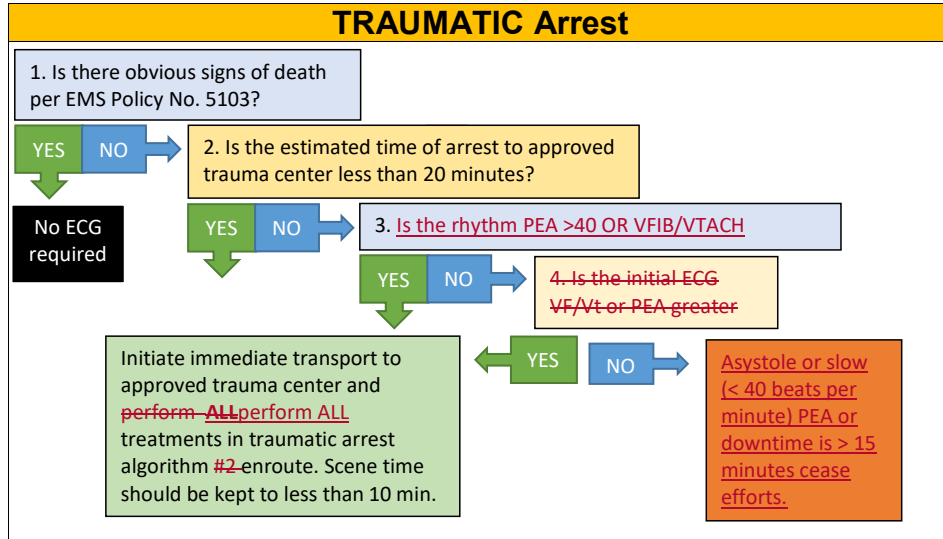 TRAUMATIC Arrest
1. Is there obvious signs of death
per EMS Policy No. 5103?
YES
NO
2. Is the estimated time of arrest to approved
trauma center less than 20 minutes?
No ECG
required
YES
NO
3. Is the rhythm PEA >40 OR VFIB/VTACH
YES
NO
4. Is the initial ECG
VF/Vt or PEA greater
Initiate immediate transport to
approved trauma center and
perform ALLperform ALL
treatments in traumatic arrest
algorithm #2 enroute. Scene time
should be kept to less than 10 min.
YES
NO
Asystole or slow
(< 40 beats per
minute) PEA or
downtime is > 15
minutes cease
efforts.